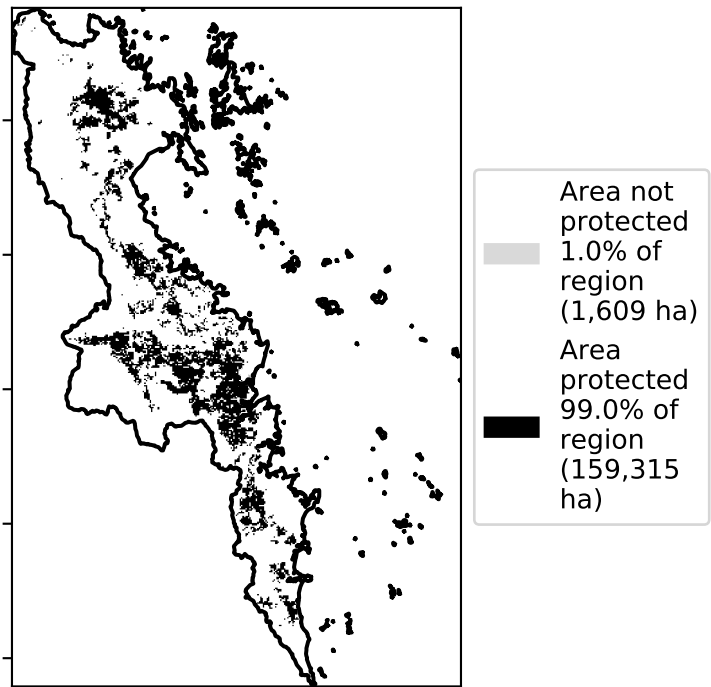 Area not
protected
1.0% of
region
(1,609 ha)
Area
protected
99.0% of
region
(159,315
ha)